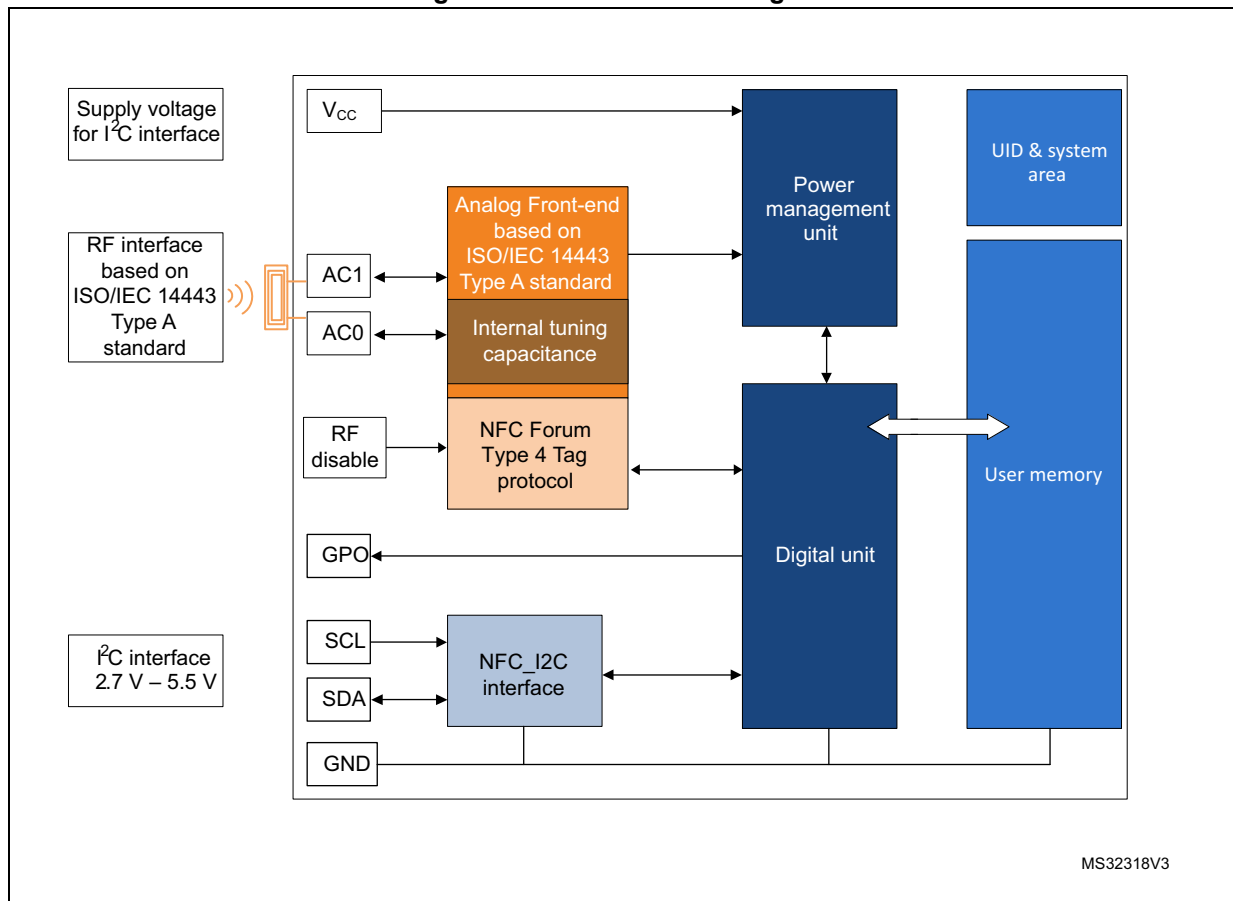 Supply voltage
for I²C interface
V_CC
RF interface
based on
ISO/IEC 14443
Type A
standard
AC1
AC0
Analog Front-end
based on
ISO/IEC 14443
Type A standard
Internal tuning
capacitance
RF
disable
NFC Forum
Type 4 Tag
protocol
Power
management
unit
UID & system
area
User memory
Digital unit
GPO
I²C interface
2.7 V – 5.5 V
SCL
SDA
NFC_I2C
interface
GND
MS32318V3